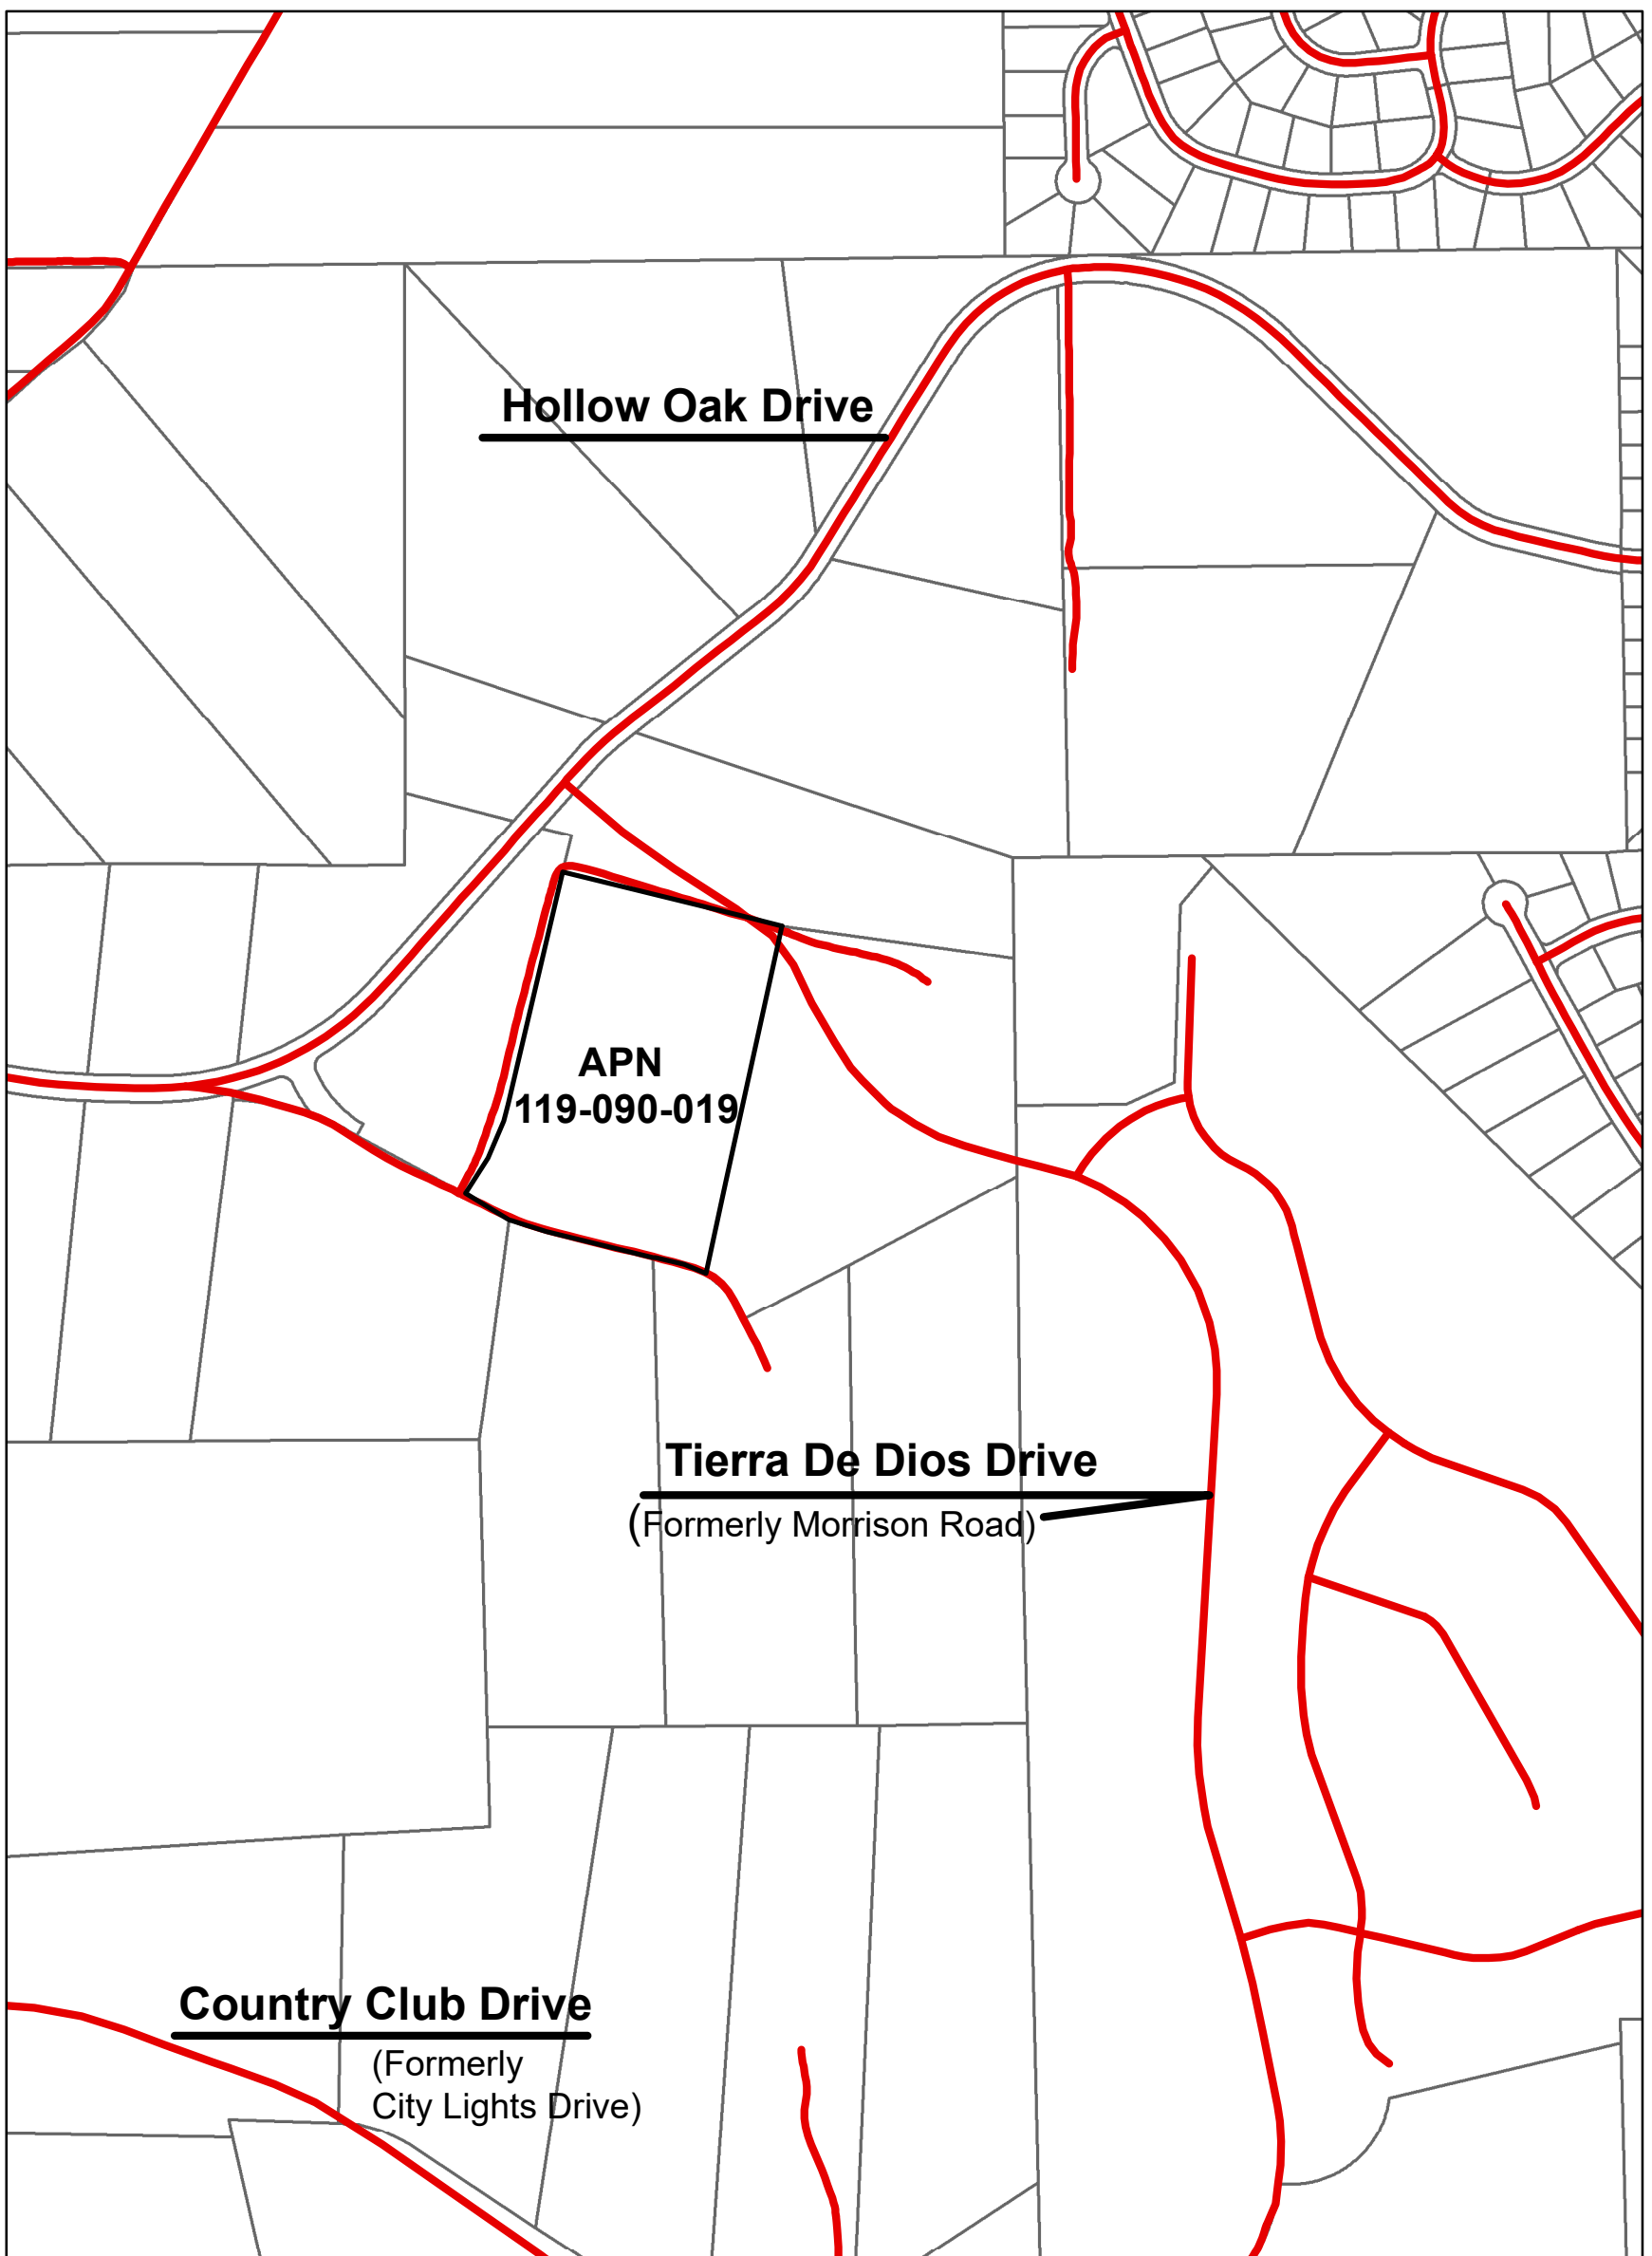 Hollow Oak Drive
APN
119-090-019
Tierra De Dios Drive
(Formerly Morrison Road)
Country Club Drive
(Formerly
City Lights Drive)